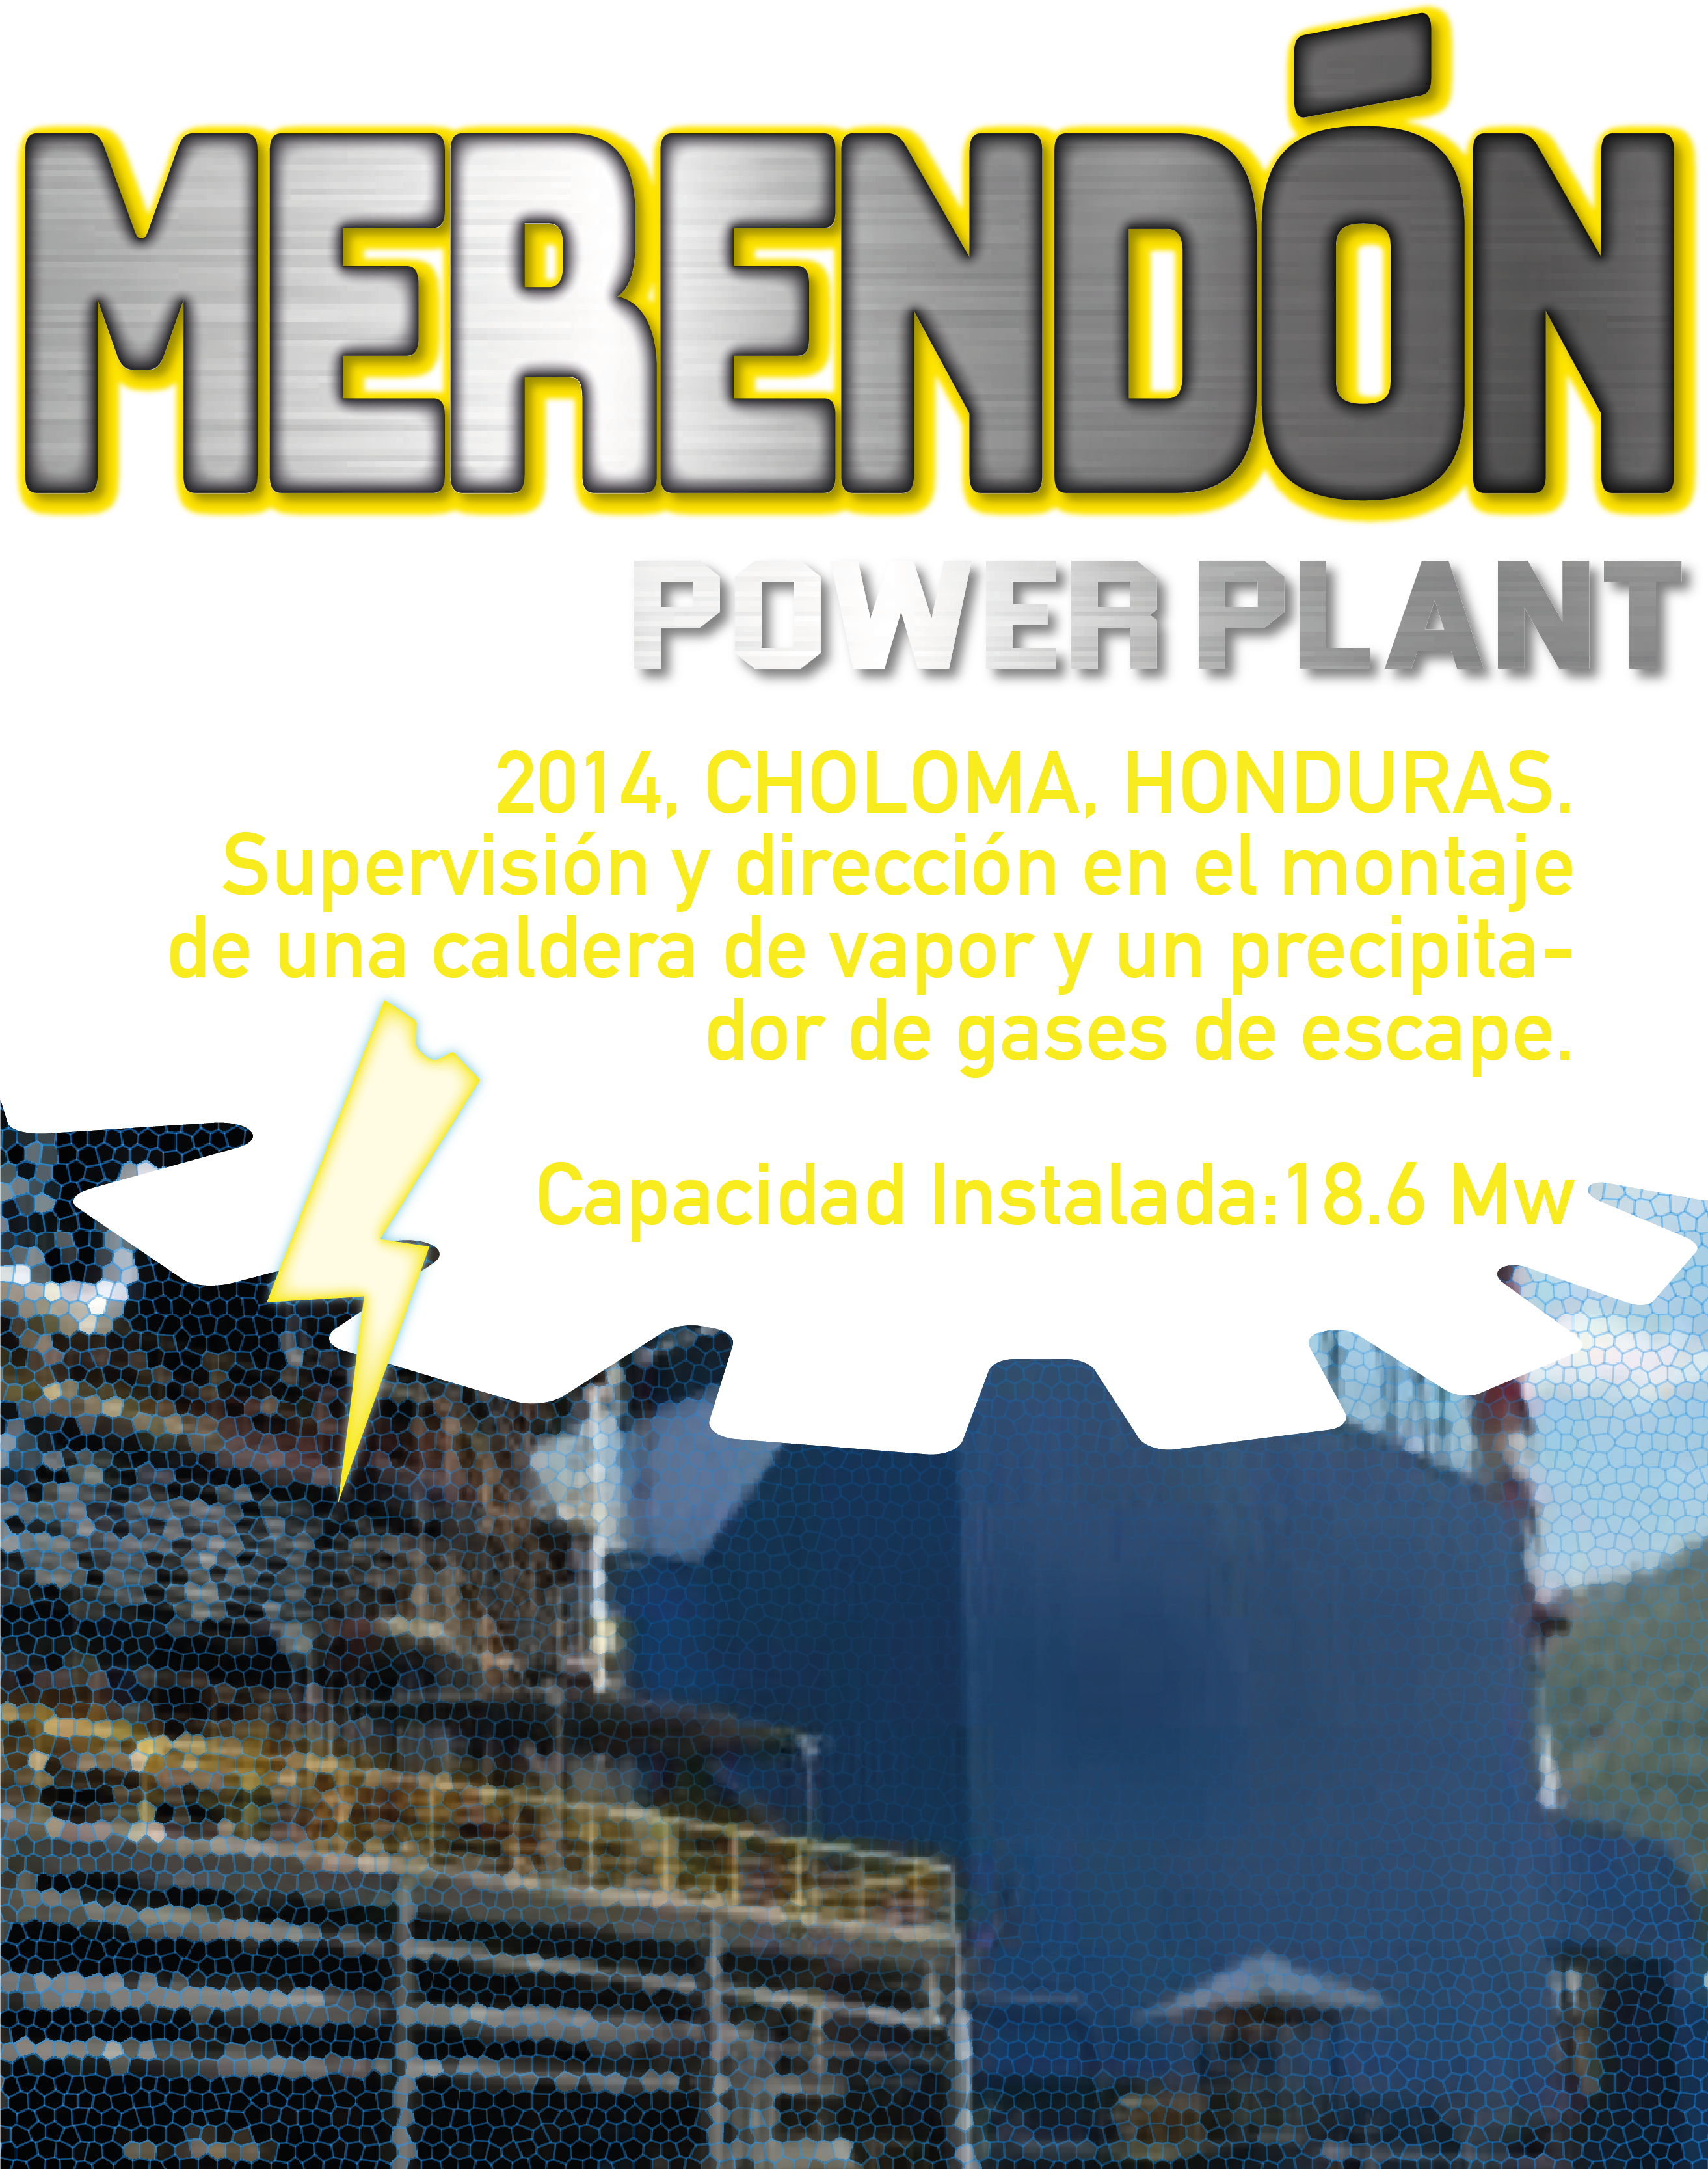 MERENDÓN
POWER PLANT
2014, CHOLOMA, HONDURAS.
Supervisión y dirección en el montaje
de una caldera de vapor y un precipita-
dor de gases de escape.
Capacidad Instalada:18.6 Mw